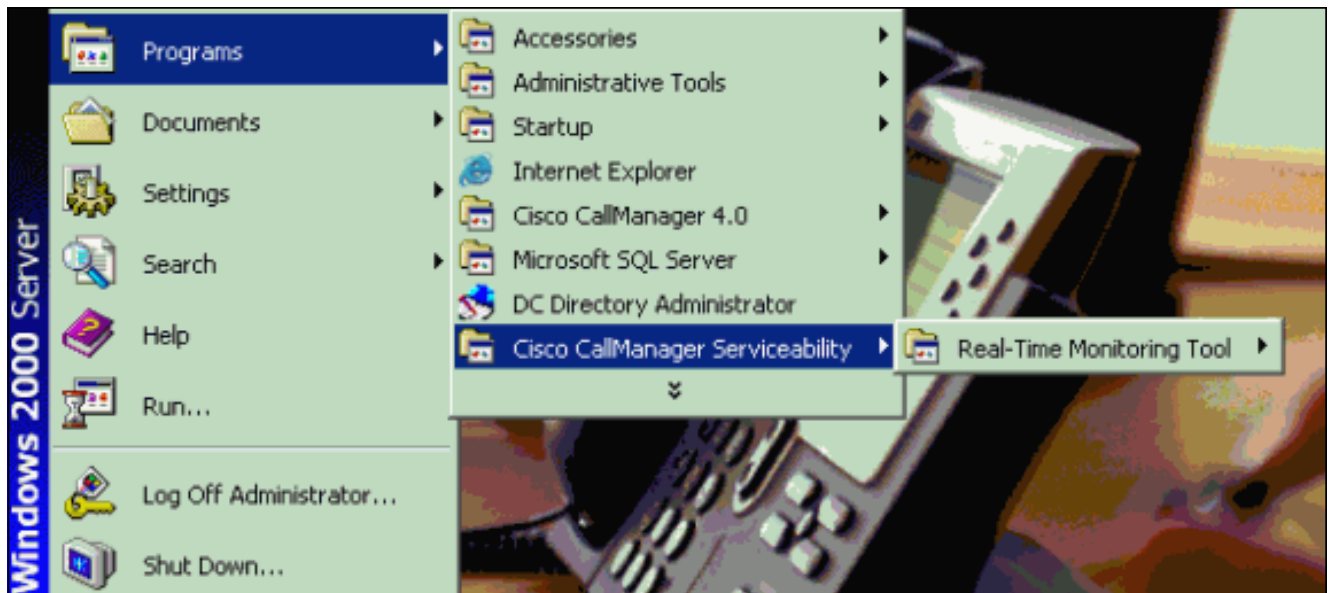 Windows 2000 Server
Programs
Documents
Settings
Search
Help
Run...
Log Off Administrator...
Shut Down...
Accessories
Administrative Tools
Startup
Internet Explorer
Cisco CallManager 4.0
Microsoft SQL Server
DC Directory Administrator
Cisco CallManager Serviceability
Real-Time Monitoring Tool